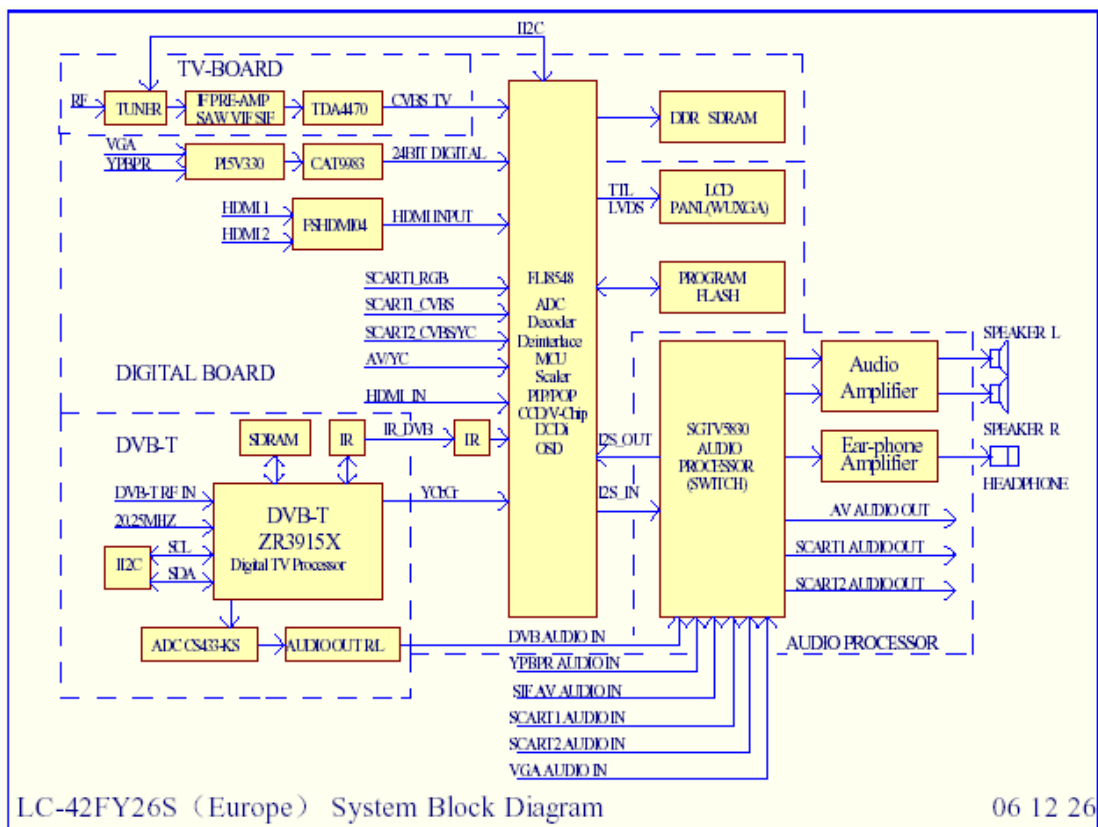 II2C
TV-BOARD
RF
TUNER
IF PRE-AMP
SAW VIF SIF
TDA4470
CVBS TV
DDR SDRAM
VGA
YPBPR
PI5V330
CAT9983
24BIT DIGITAL
TTL
LVDS
LCD
PANL(WUXGA)
HDMI 1
HDMI 2
FSHDMI04
HDMI INPUT
SCART1_RGB
SCART1_CVBS
SCART2_CVBS/YC
AV/YC
HDMI_IN
FLI8548
ADC
Decoder
Deinterlace
MCU
Scaler
PIP/POP
CCD/V-Chip
DCDi
OSD
PROGRAM
FLASH
DIGITAL BOARD
DVB-T
SDRAM
IR
IR_DVB
IR
DVB-T RF IN
20.25MHZ
II2C
SCL
SDA
DVB-T
ZR3915X
Digital TV Processor
YCrCr
ADC CS433-KS
AUDIO OUT R/L
I2S_OUT
I2S_IN
SGTV5830
AUDIO
PROCESSOR
(SWITCH)
Audio
Amplifier
SPEAKER L
SPEAKER R
Ear-phone
Amplifier
HEADPHONE
AV AUDIO OUT
SCART1 AUDIO OUT
SCART2 AUDIO OUT
AUDIO PROCESSOR
DVB AUDIO IN
YPBPR AUDIO IN
SIF AV AUDIO IN
SCART1 AUDIO IN
SCART2 AUDIO IN
VGA AUDIO IN
LC-42FY26S（Europe） System Block Diagram
06 12 26